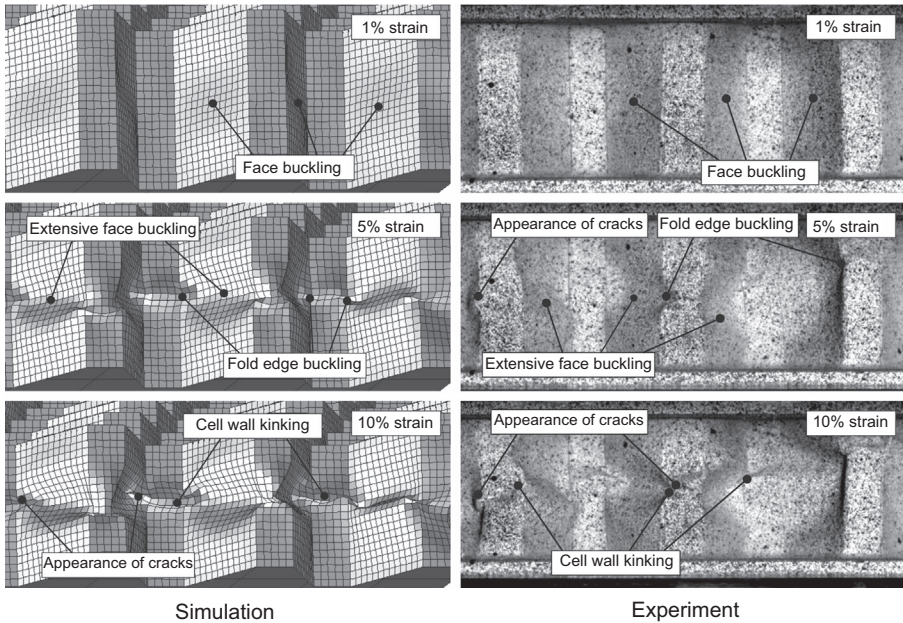 1% strain
Face buckling
1% strain
Face buckling
Extensive face buckling
5% strain
Fold edge buckling
Appearance of cracks
Fold edge buckling
5% strain
Extensive face buckling
Cell wall kinking
10% strain
Appearance of cracks
Appearance of cracks
10% strain
Cell wall kinking
Simulation
Experiment